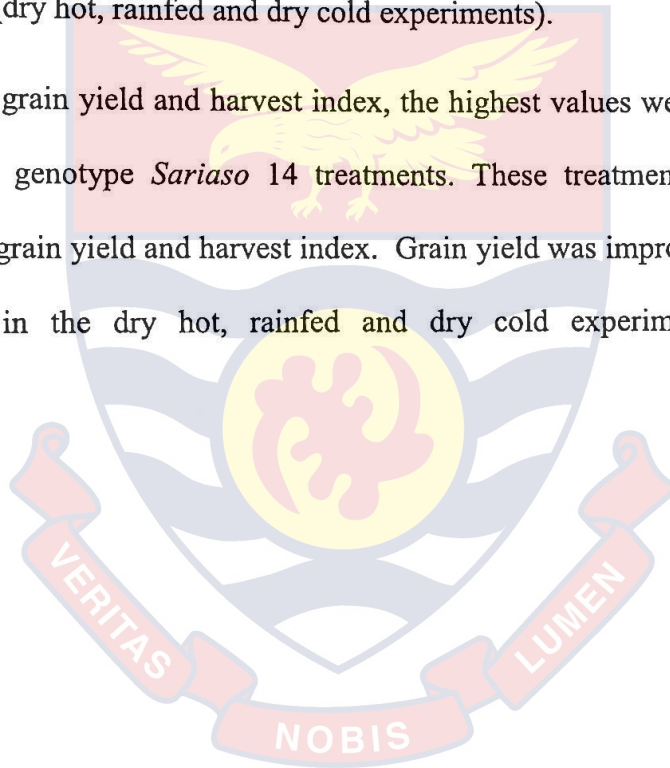 (dry hot, rainfed and dry cold experiments).
grain yield and harvest index, the highest values we
genotype Sariaso 14 treatments. These treatmen
grain yield and harvest index. Grain yield was impr
in the dry hot, rainfed and dry cold experim
VERITAS
NOBIS
LUMEN